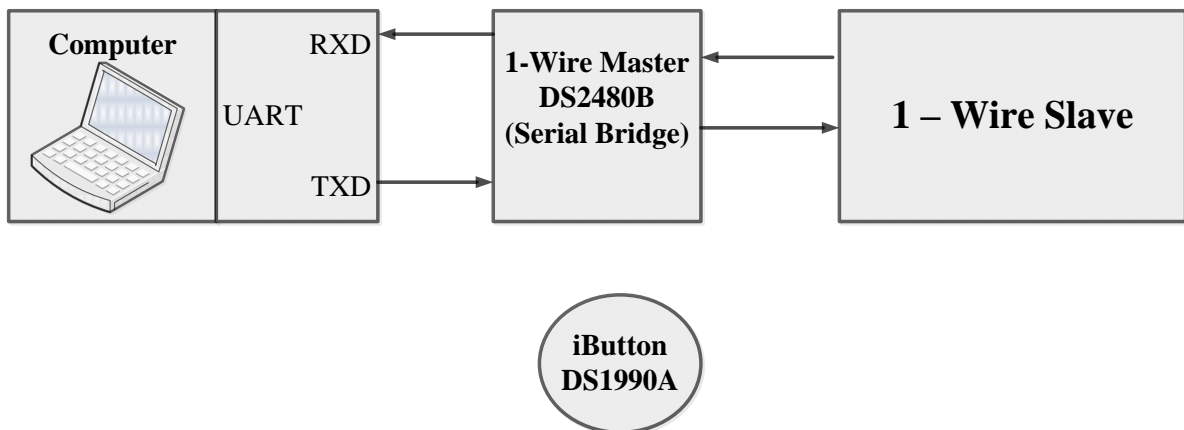 Computer
UART
RXD
TXD
1-Wire Master
DS2480B
(Serial Bridge)
1 – Wire Slave
iButton
DS1990A